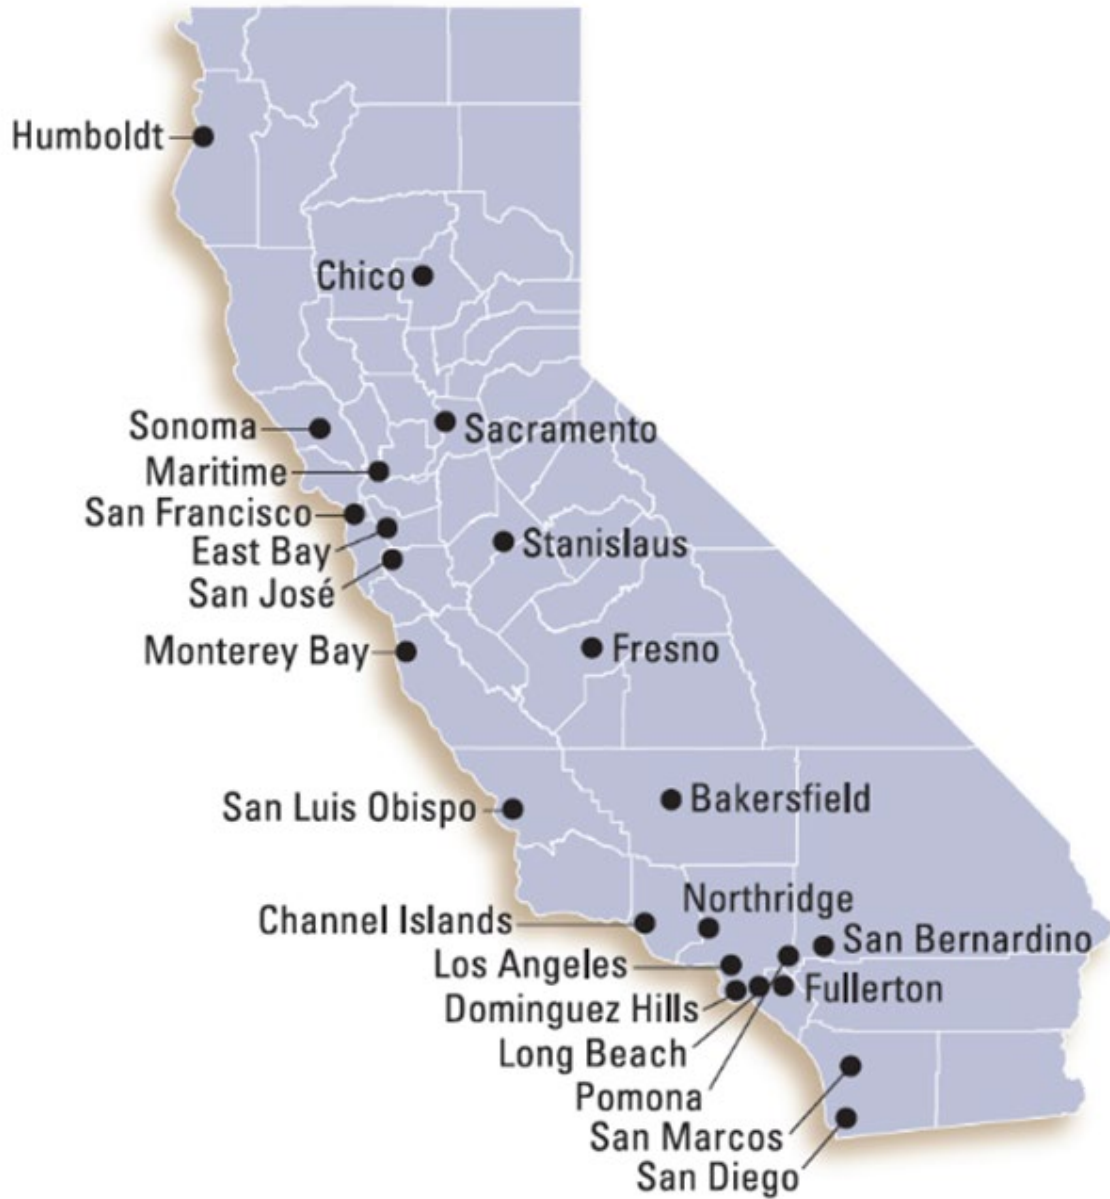 Humboldt
Chico
Sonoma
Sacramento
Maritime
San Francisco
East Bay
Stanislaus
San José
Monterey Bay
Fresno
San Luis Obispo
Bakersfield
Northridge
Channel Islands
San Bernardino
Los Angeles
Fullerton
Dominguez Hills
Long Beach
Pomona
San Marcos
San Diego